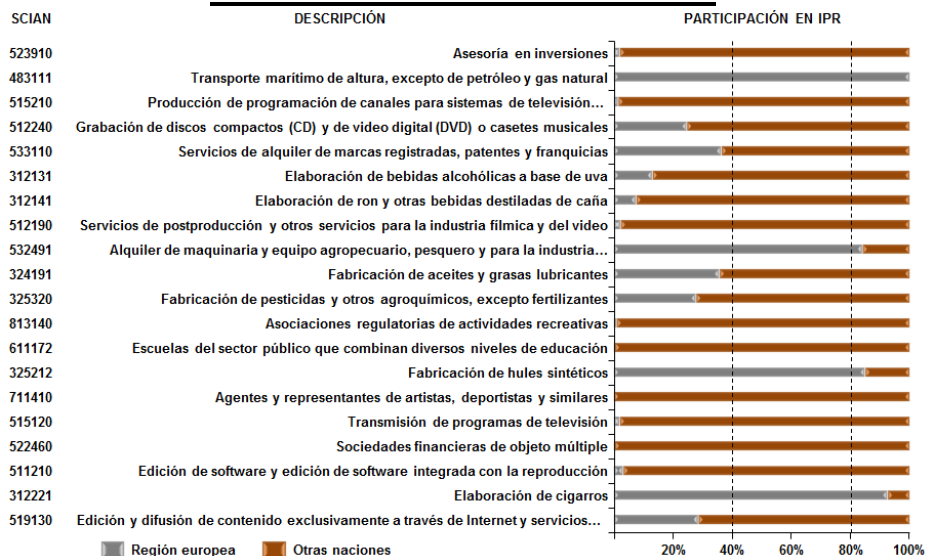 SCIAN DESCRIPCIÓN PARTICIPACIÓN EN IPR
523910 Asesoría en inversiones
483111 Transporte marítimo de altura, excepto de petróleo y gas natural
515210 Producción de programación de canales para sistemas de televisión...
512240 Grabación de discos compactos (CD) y de video digital (DVD) o casetes musicales
533110 Servicios de alquiler de marcas registradas, patentes y franquicias
312131 Elaboración de bebidas alcohólicas a base de uva
312141 Elaboración de ron y otras bebidas destiladas de caña
512190 Servicios de postproducción y otros servicios para la industria fílmica y del video
532491 Alquiler de maquinaria y equipo agropecuario, pesquero y para la industria...
324191 Fabricación de aceites y grasas lubricantes
325320 Fabricación de pesticidas y otros agroquímicos, excepto fertilizantes
813140 Asociaciones regulatorias de actividades recreativas
611172 Escuelas del sector público que combinan diversos niveles de educación
325212 Fabricación de hules sintéticos
711410 Agentes y representantes de artistas, deportistas y similares
515120 Transmisión de programas de televisión
522460 Sociedades financieras de objeto múltiple
511210 Edición de software y edición de software integrada con la reproducción
312221 Elaboración de cigarros
519130 Edición y difusión de contenido exclusivamente a través de Internet y servicios...
Región europea Otras naciones 20% 40% 60% 80% 100%